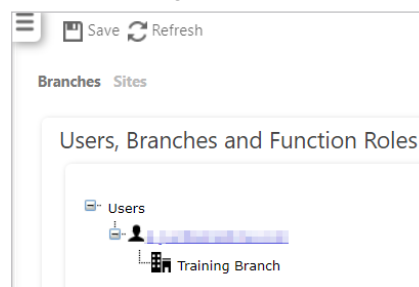 Save Refresh
Branches Sites
Users, Branches and Function Roles
Users
Training Branch